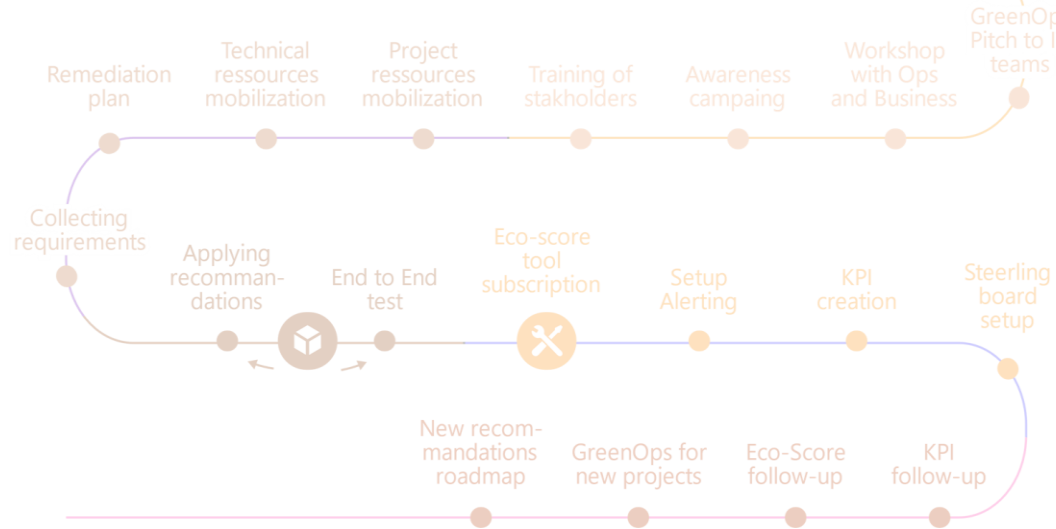 GreenOp
Pitch to I
teams
Workshop
with Ops
and Business
Awareness
campaing
Training of
stakholders
Project
ressources
mobilization
Technical
ressources
mobilization
Remediation
plan
Collecting
requirements
Applying
recomman-
dations
End to End
test
Eco-score
tool
subscription
Setup
Alerting
KPI
creation
Steerling
board
setup
KPI
follow-up
Eco-Score
follow-up
GreenOps for
new projects
New recom-
mandations
roadmap